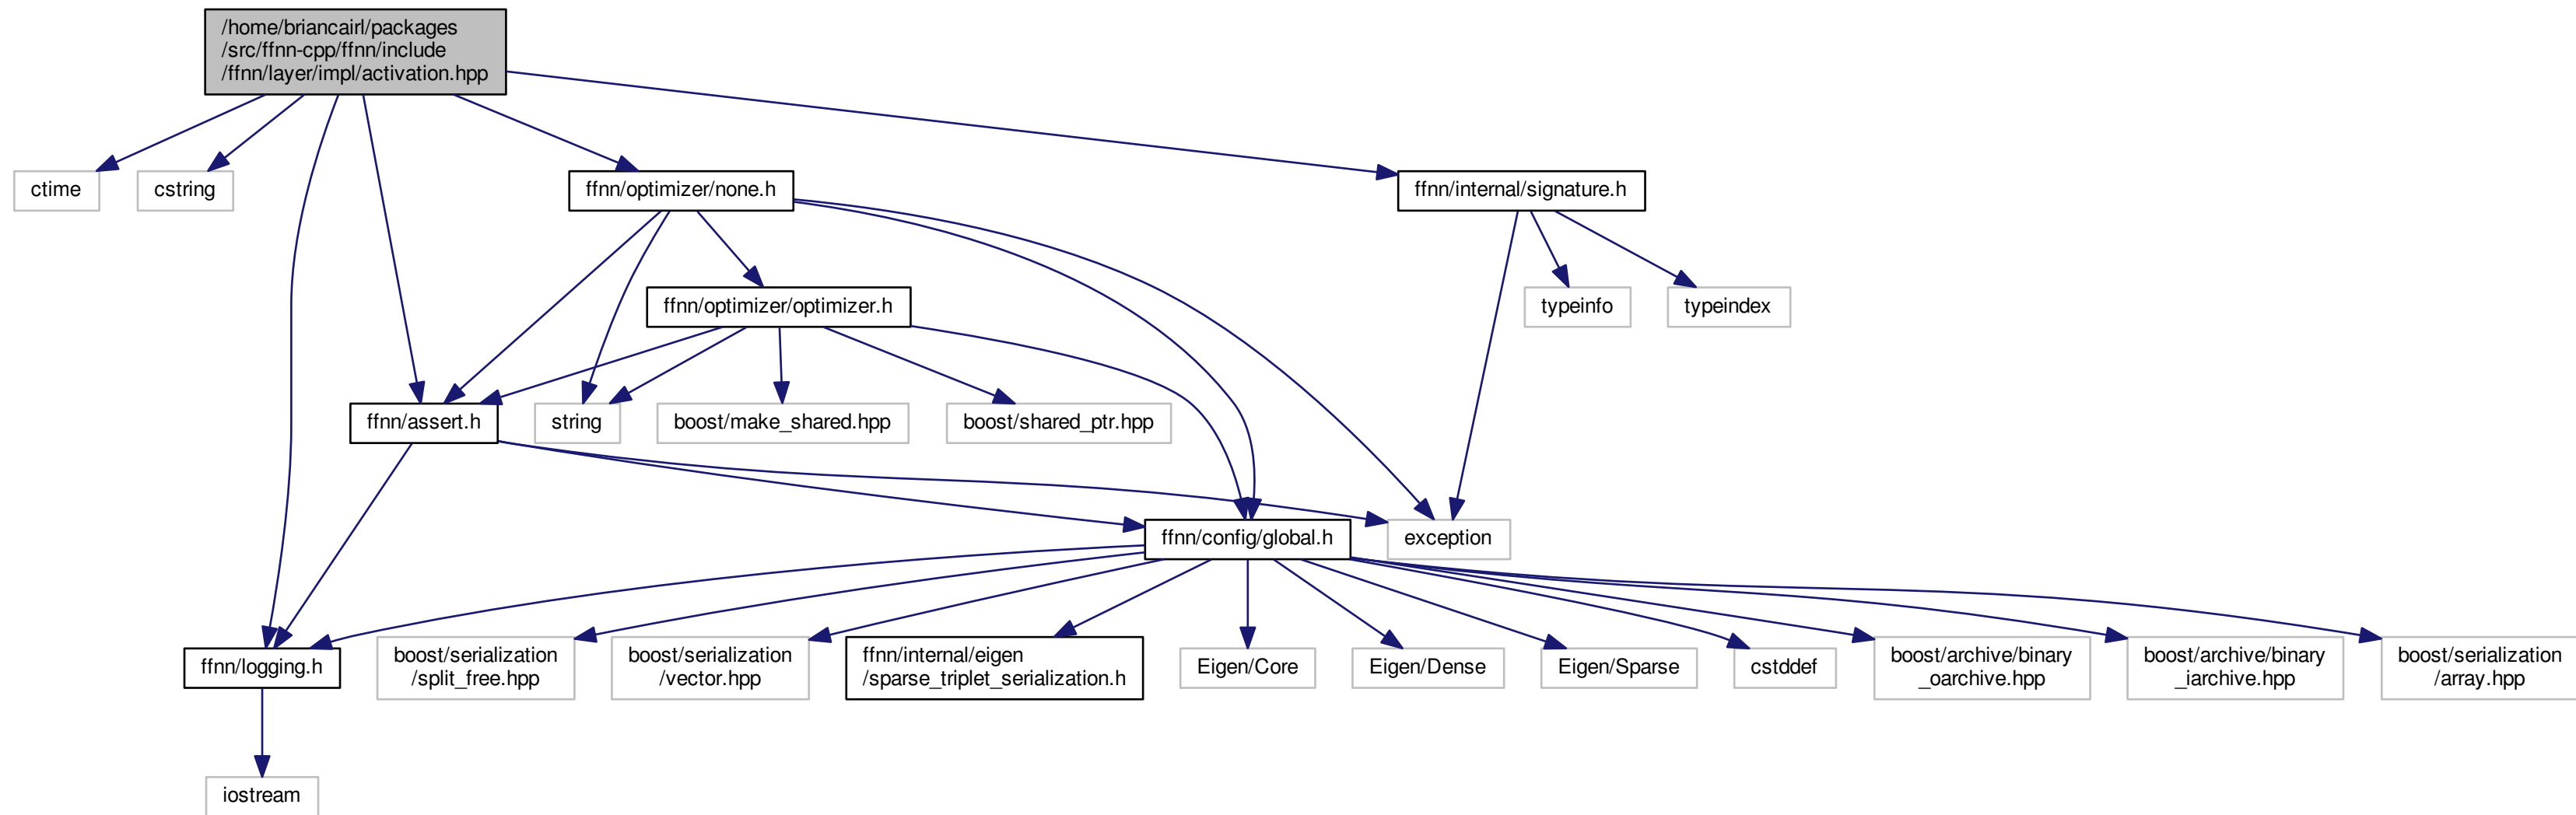 /home/briancairl/packages
/src/ffnn-cpp/ffnn/include
/ffnn/layer/impl/activation.hpp
ctime
cstring
ffnn/optimizer/none.h
ffnn/internal/signature.h
ffnn/optimizer/optimizer.h
typeinfo
typeindex
ffnn/assert.h
string
boost/make_shared.hpp
boost/shared_ptr.hpp
ffnn/config/global.h
exception
ffnn/logging.h
boost/serialization
/split_free.hpp
boost/serialization
/vector.hpp
ffnn/internal/eigen
/sparse_triplet_serialization.h
Eigen/Core
Eigen/Dense
Eigen/Sparse
cstddef
boost/archive/binary
_oarchive.hpp
boost/archive/binary
_iarchive.hpp
boost/serialization
/array.hpp
iostream